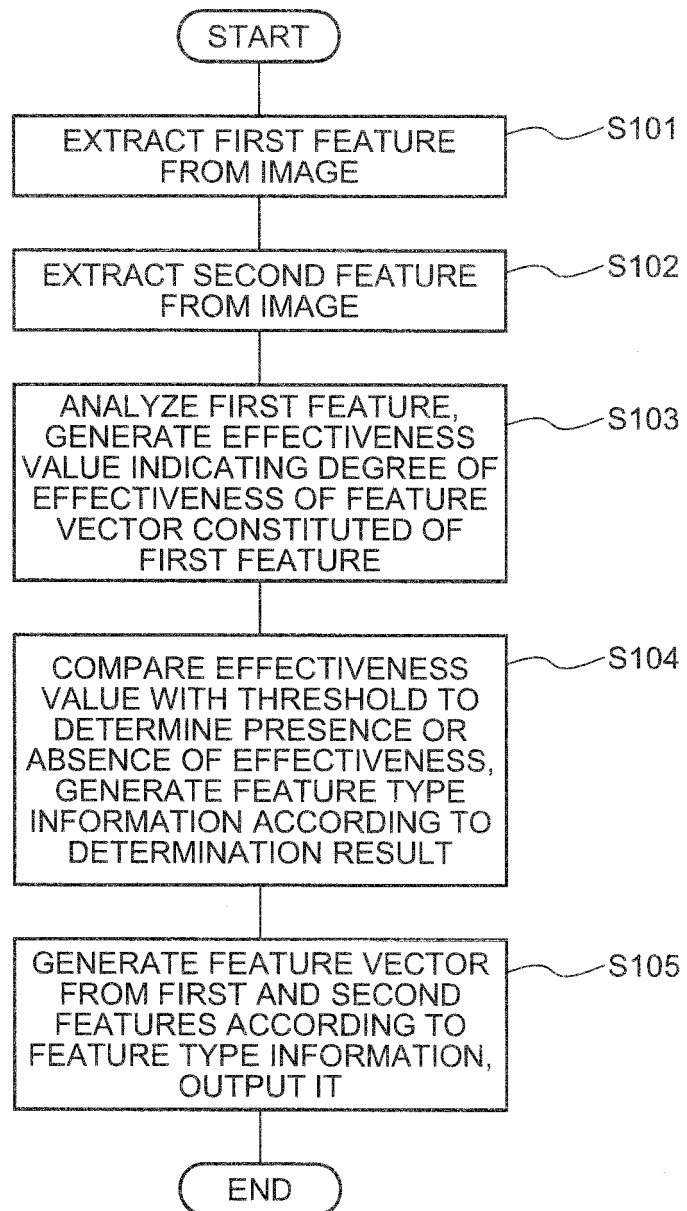 START
EXTRACT FIRST FEATURE
FROM IMAGE
S101
EXTRACT SECOND FEATURE
FROM IMAGE
S102
ANALYZE FIRST FEATURE,
GENERATE EFFECTIVENESS
VALUE INDICATING DEGREE OF
EFFECTIVENESS OF FEATURE
VECTOR CONSTITUTED OF
FIRST FEATURE
S103
COMPARE EFFECTIVENESS
VALUE WITH THRESHOLD TO
DETERMINE PRESENCE OR
ABSENCE OF EFFECTIVENESS,
GENERATE FEATURE TYPE
INFORMATION ACCORDING TO
DETERMINATION RESULT
S104
GENERATE FEATURE VECTOR
FROM FIRST AND SECOND
FEATURES ACCORDING TO
FEATURE TYPE INFORMATION,
OUTPUT IT
S105
END